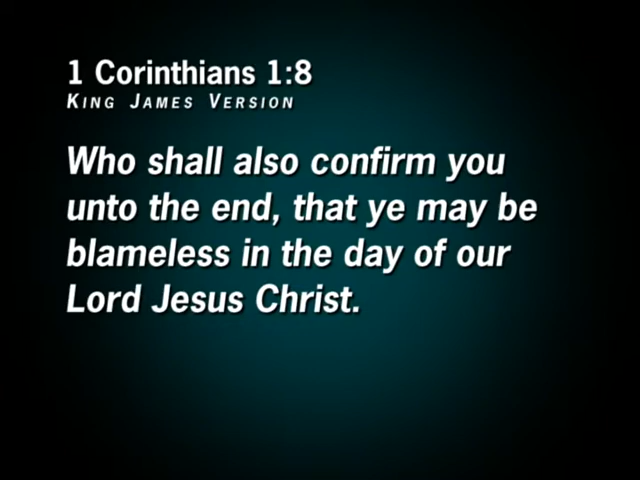 1 Corinthians 1:8
KING JAMES VERSION
Who shall also confirm you
unto the end, that ye may be
blameless in the day of our
Lord Jesus Christ.